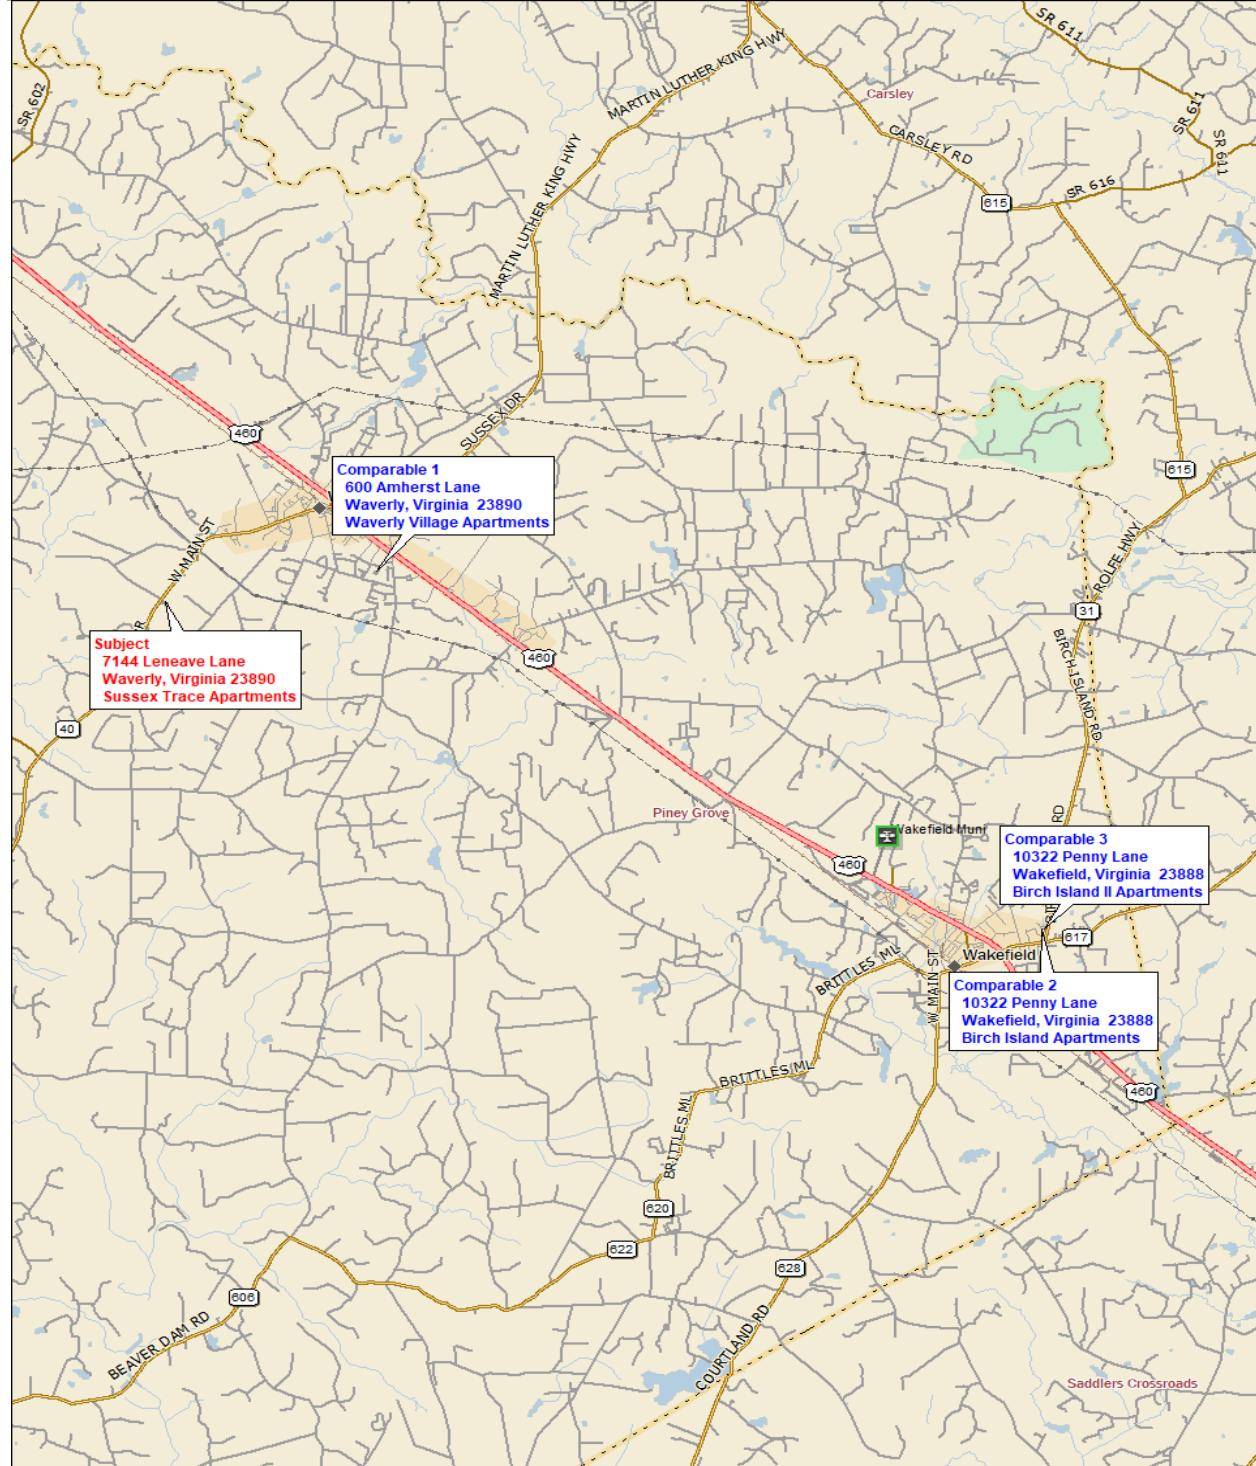 SR 611
SR 602
MARTIN LUTHER KING HWY
Carsley
SR 611
SR 611
CARSLEY RD
MARTIN LUTHER KING HWY
SR 616
615
460
SUSSEX DR
615
Comparable 1
600 Amherst Lane
Waverly, Virginia 23890
Waverly Village Apartments
W MAIN ST
ROLFE HWY
31
BIRCH ISLAND RD
DR
Subject
7144 Leneave Lane
Waverly, Virginia 23890
Sussex Trace Apartments
460
40
Piney Grove
RD
Wakefield Muni
Comparable 3
10322 Penny Lane
Wakefield, Virginia 23888
Birch Island II Apartments
460
617
Wakefield
BRITTLES ML
W MAIN ST
Comparable 2
10322 Penny Lane
Wakefield, Virginia 23888
Birch Island Apartments
BRITTLES ML
460
BRITTLES ML
620
622
628
606
BEAVER DAM RD
COURTLAND RD
Saddlers Crossroads